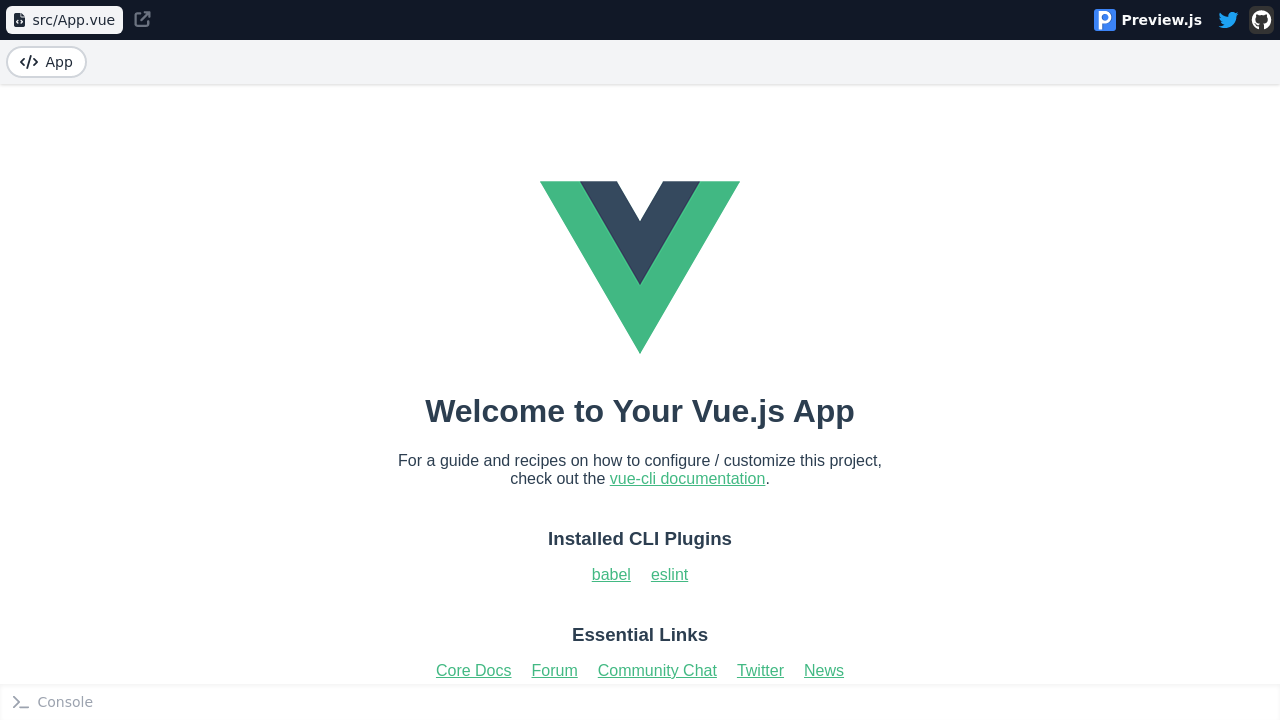 src/App.vue
Preview.js
App
Welcome to Your Vue.js App
For a guide and recipes on how to configure / customize this project,
check out the vue-cli documentation.
Installed CLI Plugins
babel eslint
Essential Links
Core Docs Forum Community Chat Twitter News
Console